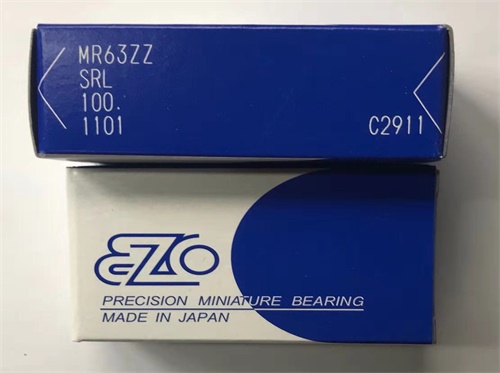 MR63ZZ
SRL
100.
1101
C2911
EZO
PRECISION MINIATURE BEARING
MADE IN JAPAN